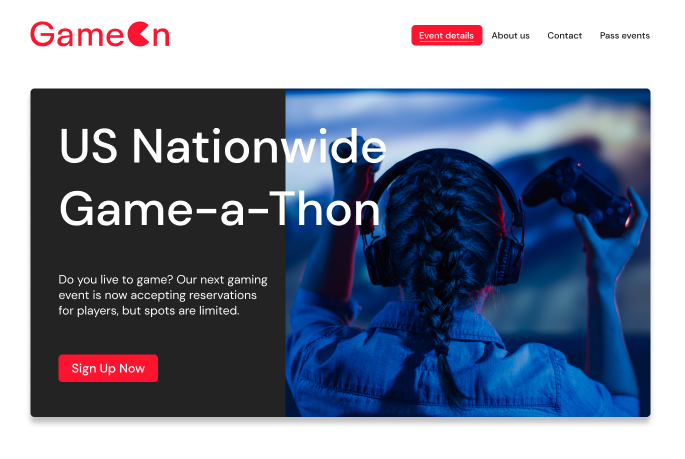 GameOn
Event details
About us
Contact
Pass events
US Nationwide
Game-a-Thon
Do you live to game? Our next gaming
event is now accepting reservations
for players, but spots are limited.
Sign Up Now